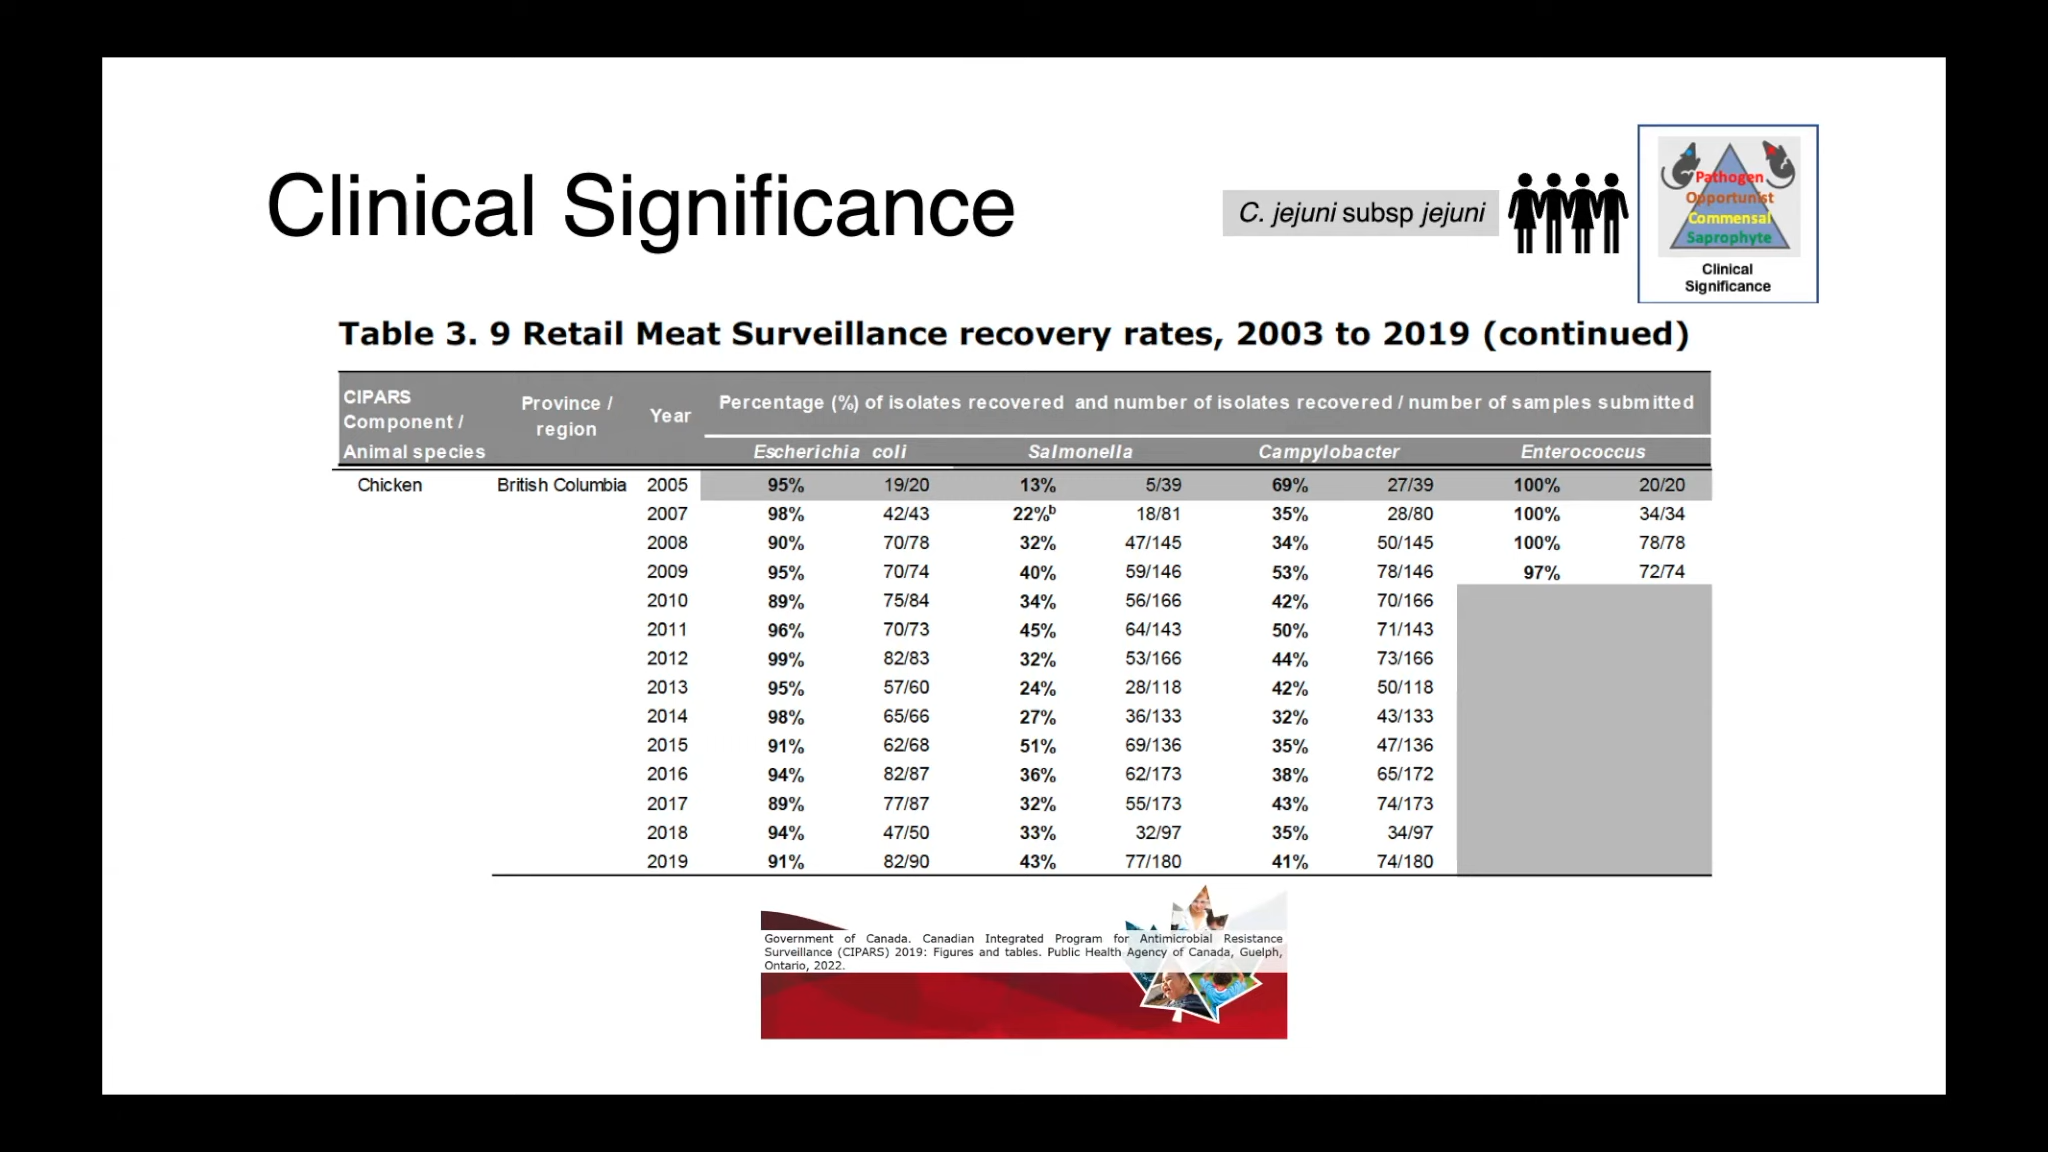 Clinical Significance
C. jejuni subsp jejuni
Pathogen
Opportunist
Commensal
Saprophyte
Clinical
Significance
Table 3. 9 Retail Meat Surveillance recovery rates, 2003 to 2019 (continued)
CIPARS Component / Animal species Province / region Year Percentage (%) of isolates recovered and number of isolates recovered / number of samples submitted
Escherichia coli Salmonella Campylobacter Enterococcus
Chicken British Columbia 2005 95% 19/20 13% 5/39 69% 27/39 100% 20/20
2007 98% 42/43 22%ᵇ 18/81 35% 28/80 100% 34/34
2008 90% 70/78 32% 47/145 34% 50/145 100% 78/78
2009 95% 70/74 40% 59/146 53% 78/146 97% 72/74
2010 89% 75/84 34% 56/166 42% 70/166
2011 96% 70/73 45% 64/143 50% 71/143
2012 99% 82/83 32% 53/166 44% 73/166
2013 95% 57/60 24% 28/118 42% 50/118
2014 98% 65/66 27% 36/133 32% 43/133
2015 91% 62/68 51% 69/136 35% 47/136
2016 94% 82/87 36% 62/173 38% 65/172
2017 89% 77/87 32% 55/173 43% 74/173
2018 94% 47/50 33% 32/97 35% 34/97
2019 91% 82/90 43% 77/180 41% 74/180
Government of Canada. Canadian Integrated Program for Antimicrobial Resistance
Surveillance (CIPARS) 2019: Figures and tables. Public Health Agency of Canada, Guelph,
Ontario, 2022.